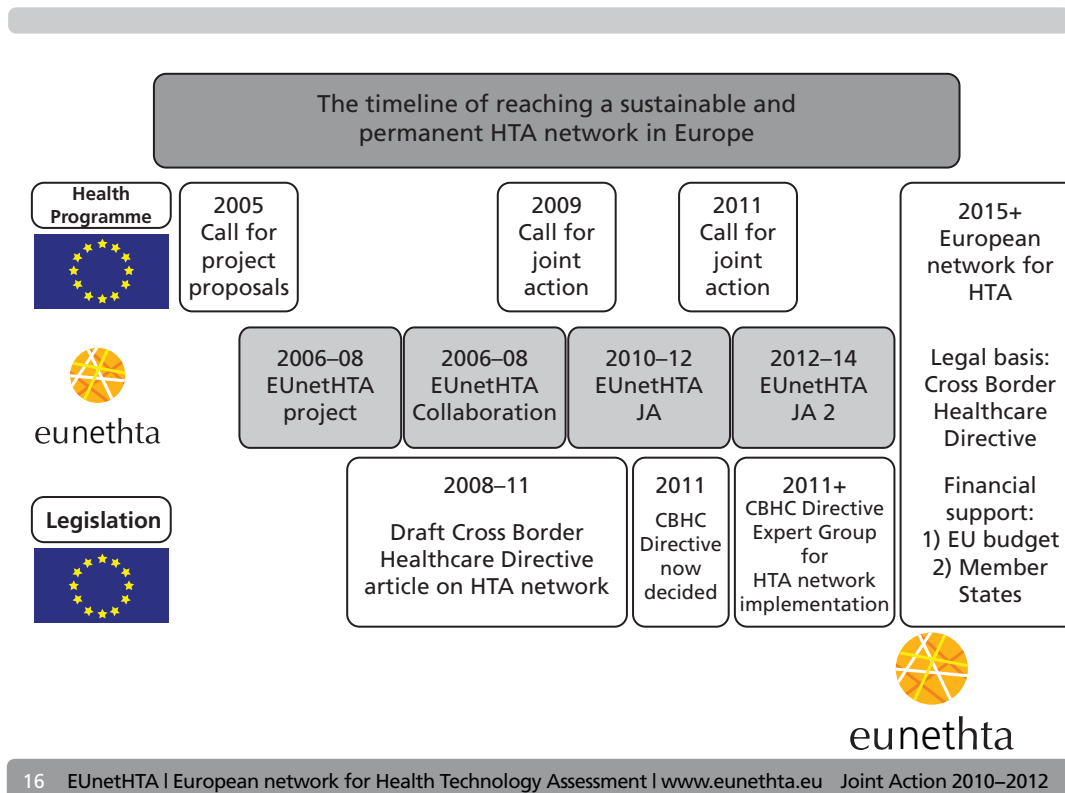 The timeline of reaching a sustainable and
permanent HTA network in Europe
Health
Programme
2005
Call for
project
proposals
2009
Call for
joint
action
2011
Call for
joint
action
2015+
European
network for
HTA
Legal basis:
Cross Border
Healthcare
Directive
Financial
support:
1) EU budget
2) Member
States
eunethta
2006–08
EUnetHTA
project
2006–08
EUnetHTA
Collaboration
2010–12
EUnetHTA
JA
2012–14
EUnetHTA
JA 2
Legislation
2008–11
Draft Cross Border
Healthcare Directive
article on HTA network
2011
CBHC
Directive
now
decided
2011+
CBHC Directive
Expert Group
for
HTA network
implementation
eunethta
16 EUnetHTA | European network for Health Technology Assessment | www.eunethta.eu Joint Action 2010–2012